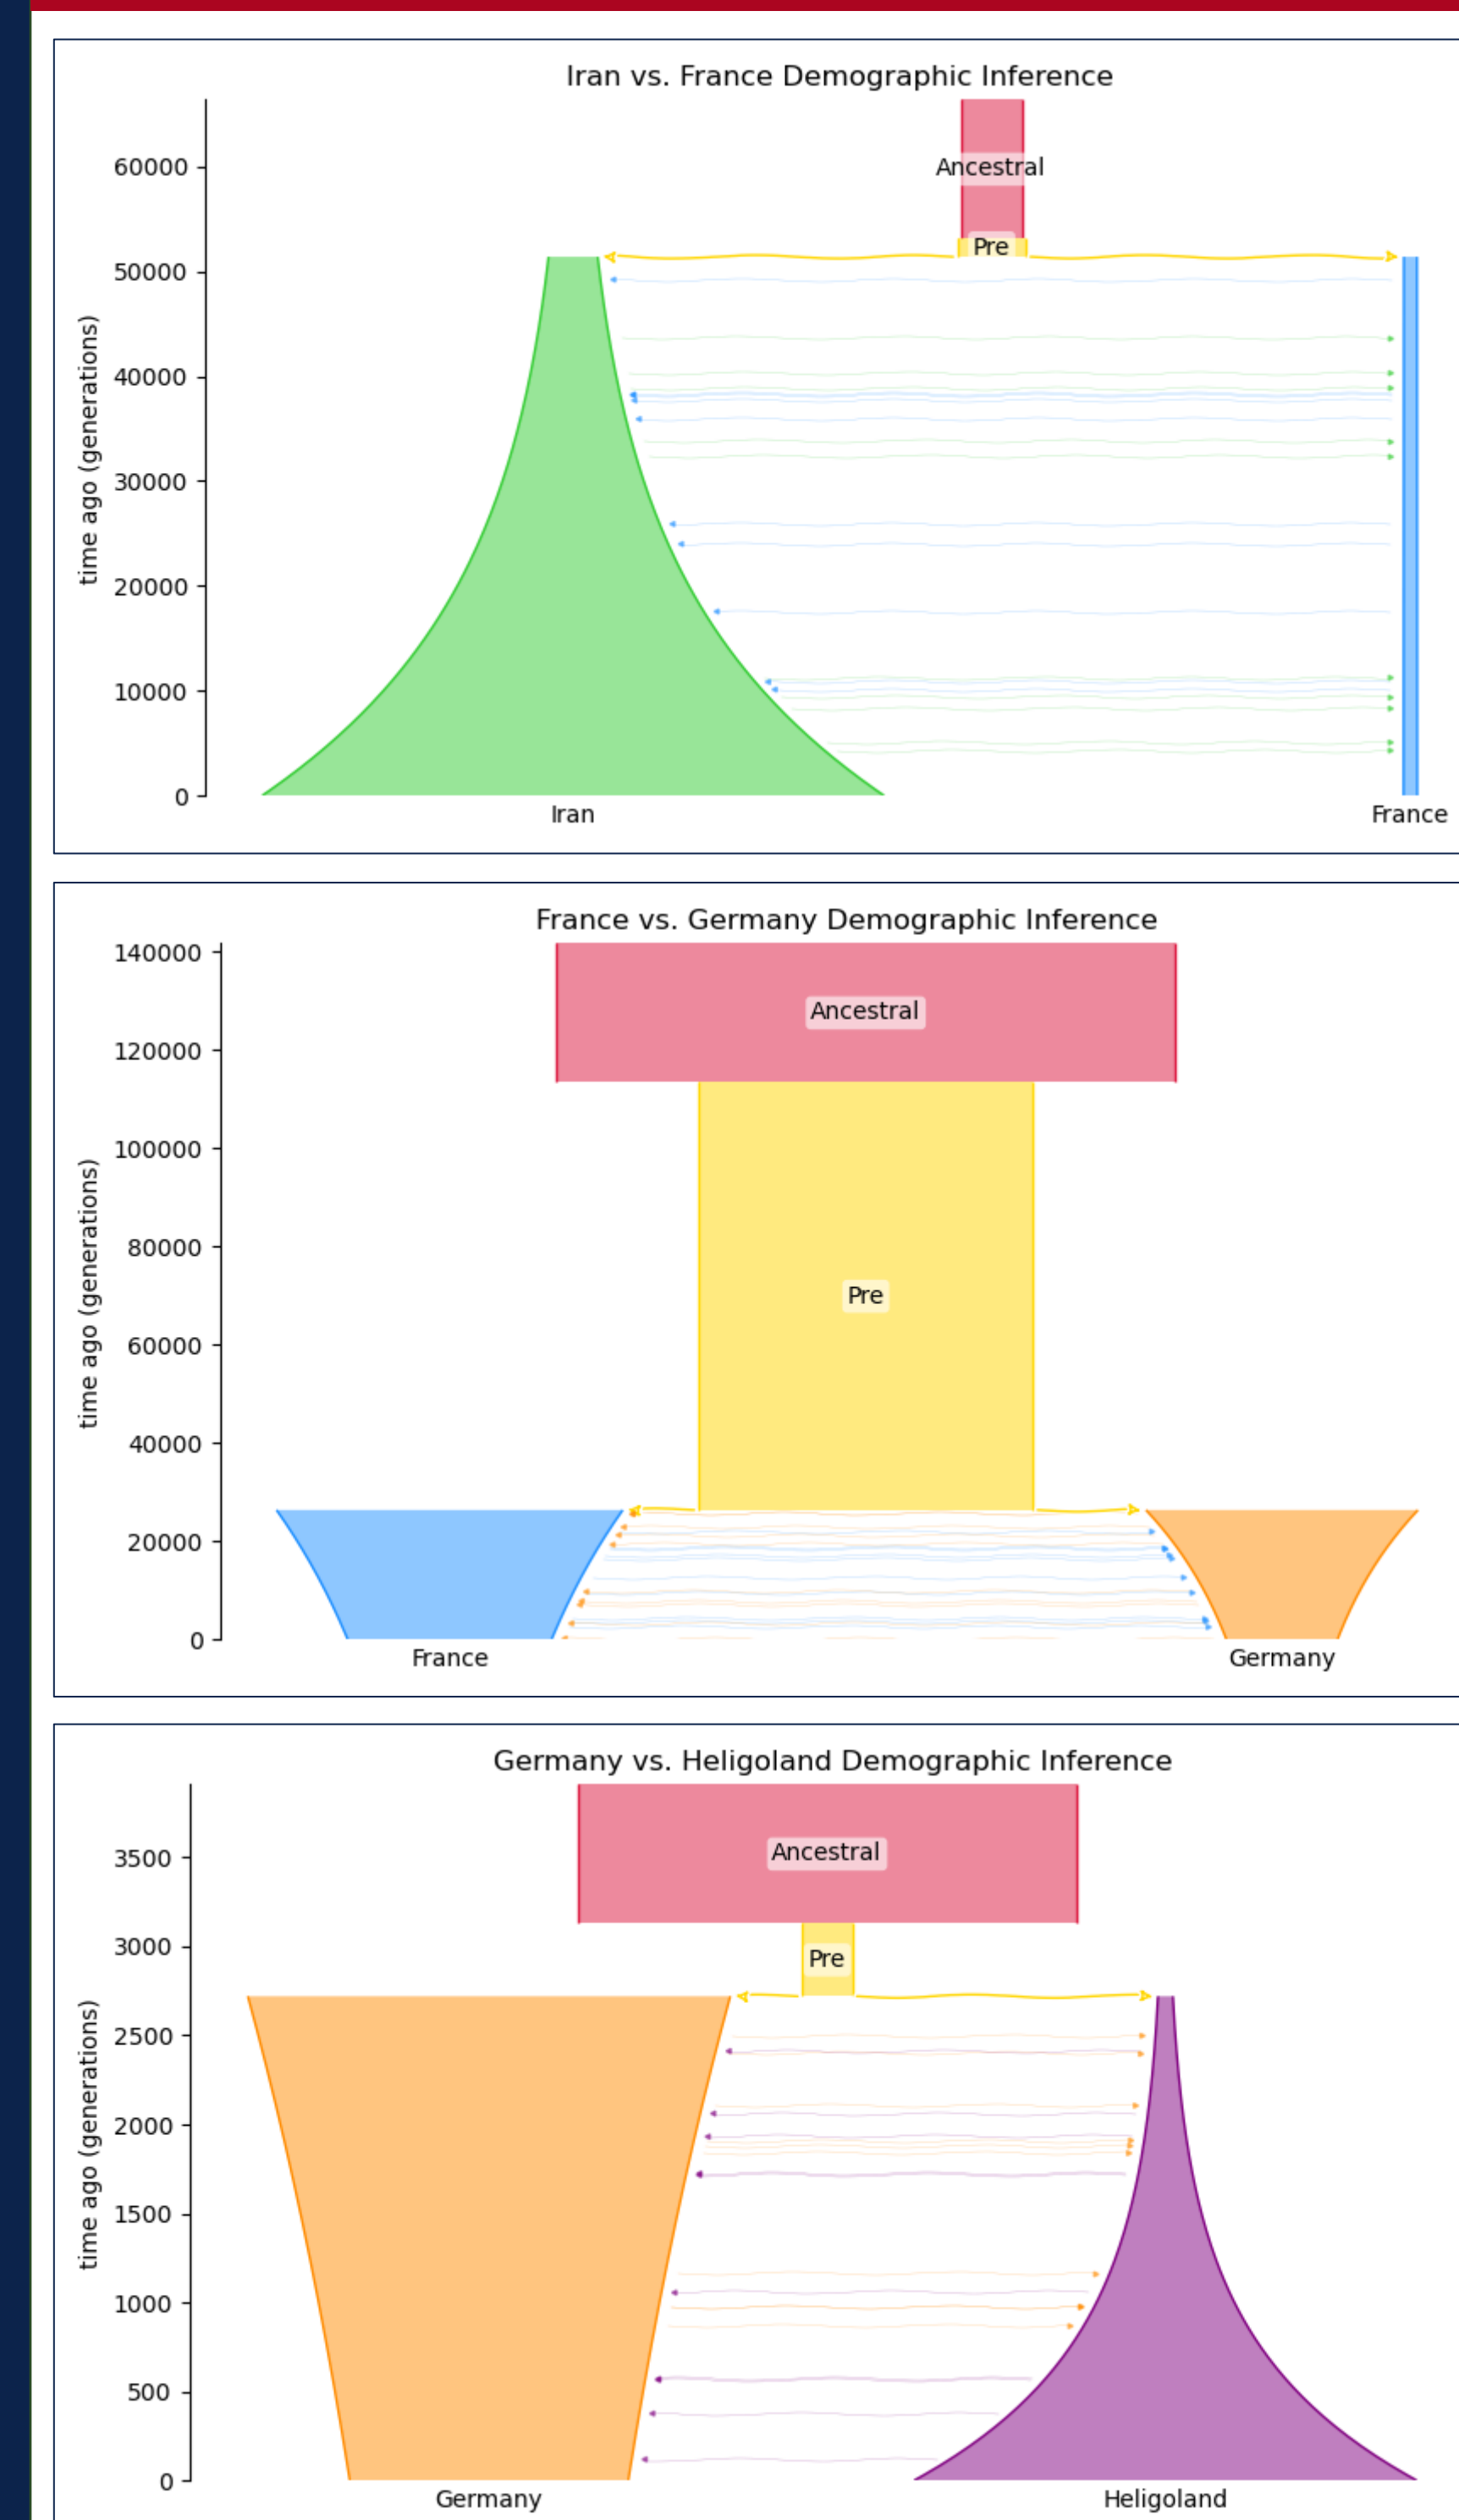 Iran vs. France Demographic Inference
Ancestral
Pre
time ago (generations)
60000
50000
40000
30000
20000
10000
0
Iran
France
France vs. Germany Demographic Inference
Ancestral
Pre
time ago (generations)
140000
120000
100000
80000
60000
40000
20000
0
France
Germany
Germany vs. Heligoland Demographic Inference
Ancestral
Pre
time ago (generations)
3500
3000
2500
2000
1500
1000
500
0
Germany
Heligoland